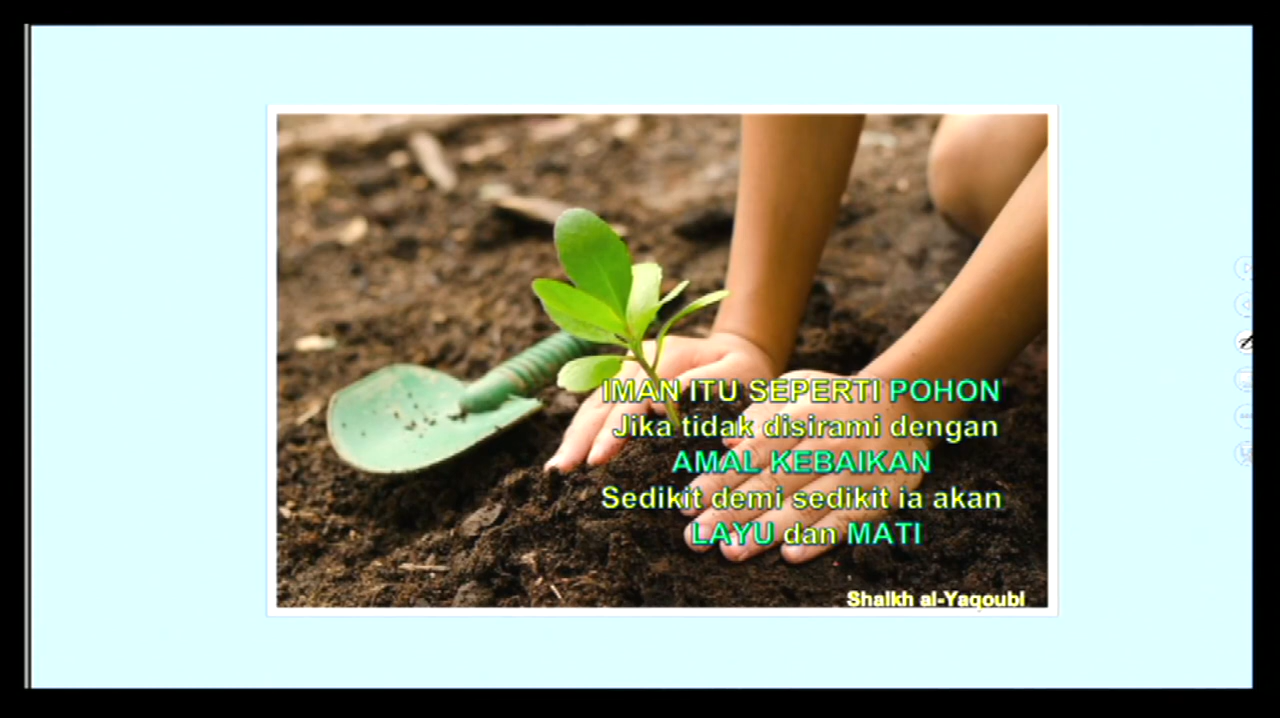 IMAN ITU SEPERTI POHON
Jika tidak disirami dengan
AMAL KEBAIKAN
Sedikit demi sedikit ia akan
LAYU dan MATI
Shaikh al-Yaqoubi